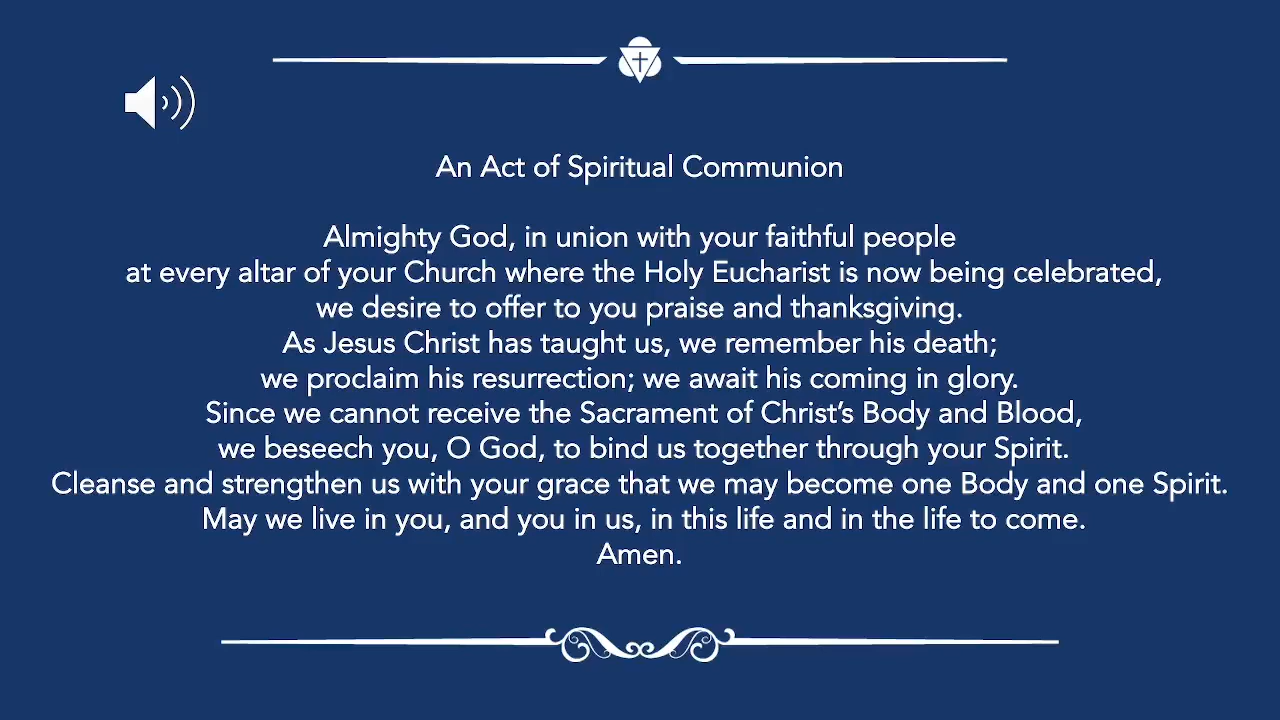 An Act of Spiritual Communion
Almighty God, in union with your faithful people
at every altar of your Church where the Holy Eucharist is now being celebrated,
we desire to offer to you praise and thanksgiving.
As Jesus Christ has taught us, we remember his death;
we proclaim his resurrection; we await his coming in glory.
Since we cannot receive the Sacrament of Christ’s Body and Blood,
we beseech you, O God, to bind us together through your Spirit.
Cleanse and strengthen us with your grace that we may become one Body and one Spirit.
May we live in you, and you in us, in this life and in the life to come.
Amen.